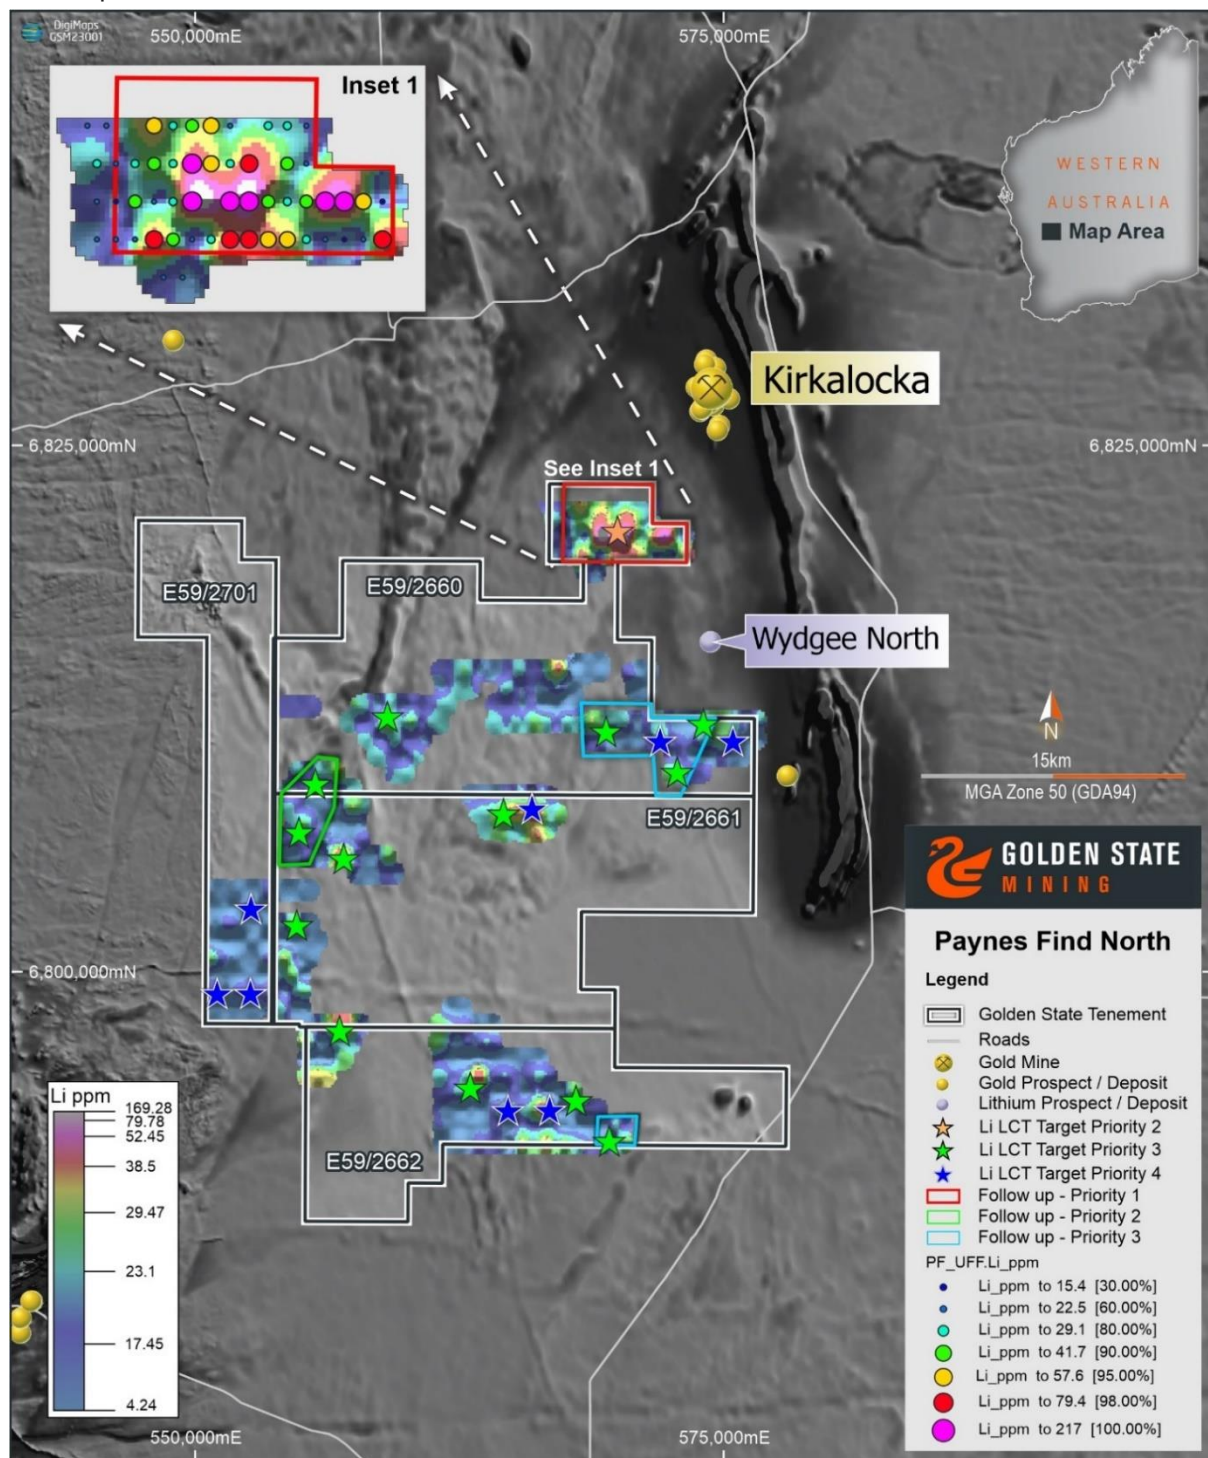 DigiMaps
GSM23001
550,000mE
575,000mE
Inset 1
WESTERN
AUSTRALIA
Map Area
Kirkalocka
6,825,000mN
6,825,000mN
See Inset 1
E59/2701
E59/2660
Wydgee North
N
15km
MGA Zone 50 (GDA94)
E59/2661
GOLDEN STATE
MINING
Paynes Find North
Legend
Golden State Tenement
Roads
Gold Mine
Gold Prospect / Deposit
Lithium Prospect / Deposit
Li LCT Target Priority 2
Li LCT Target Priority 3
Li LCT Target Priority 4
Follow up - Priority 1
Follow up - Priority 2
Follow up - Priority 3
PF_UFF.Li_ppm
Li_ppm to 15.4 [30.00%]
Li_ppm to 22.5 [60.00%]
Li_ppm to 29.1 [80.00%]
Li_ppm to 41.7 [90.00%]
Li_ppm to 57.6 [95.00%]
Li_ppm to 79.4 [98.00%]
Li_ppm to 217 [100.00%]
6,800,000mN
E59/2662
Li ppm
169.28
79.78
52.45
38.5
29.47
23.1
17.45
4.24
550,000mE
575,000mE